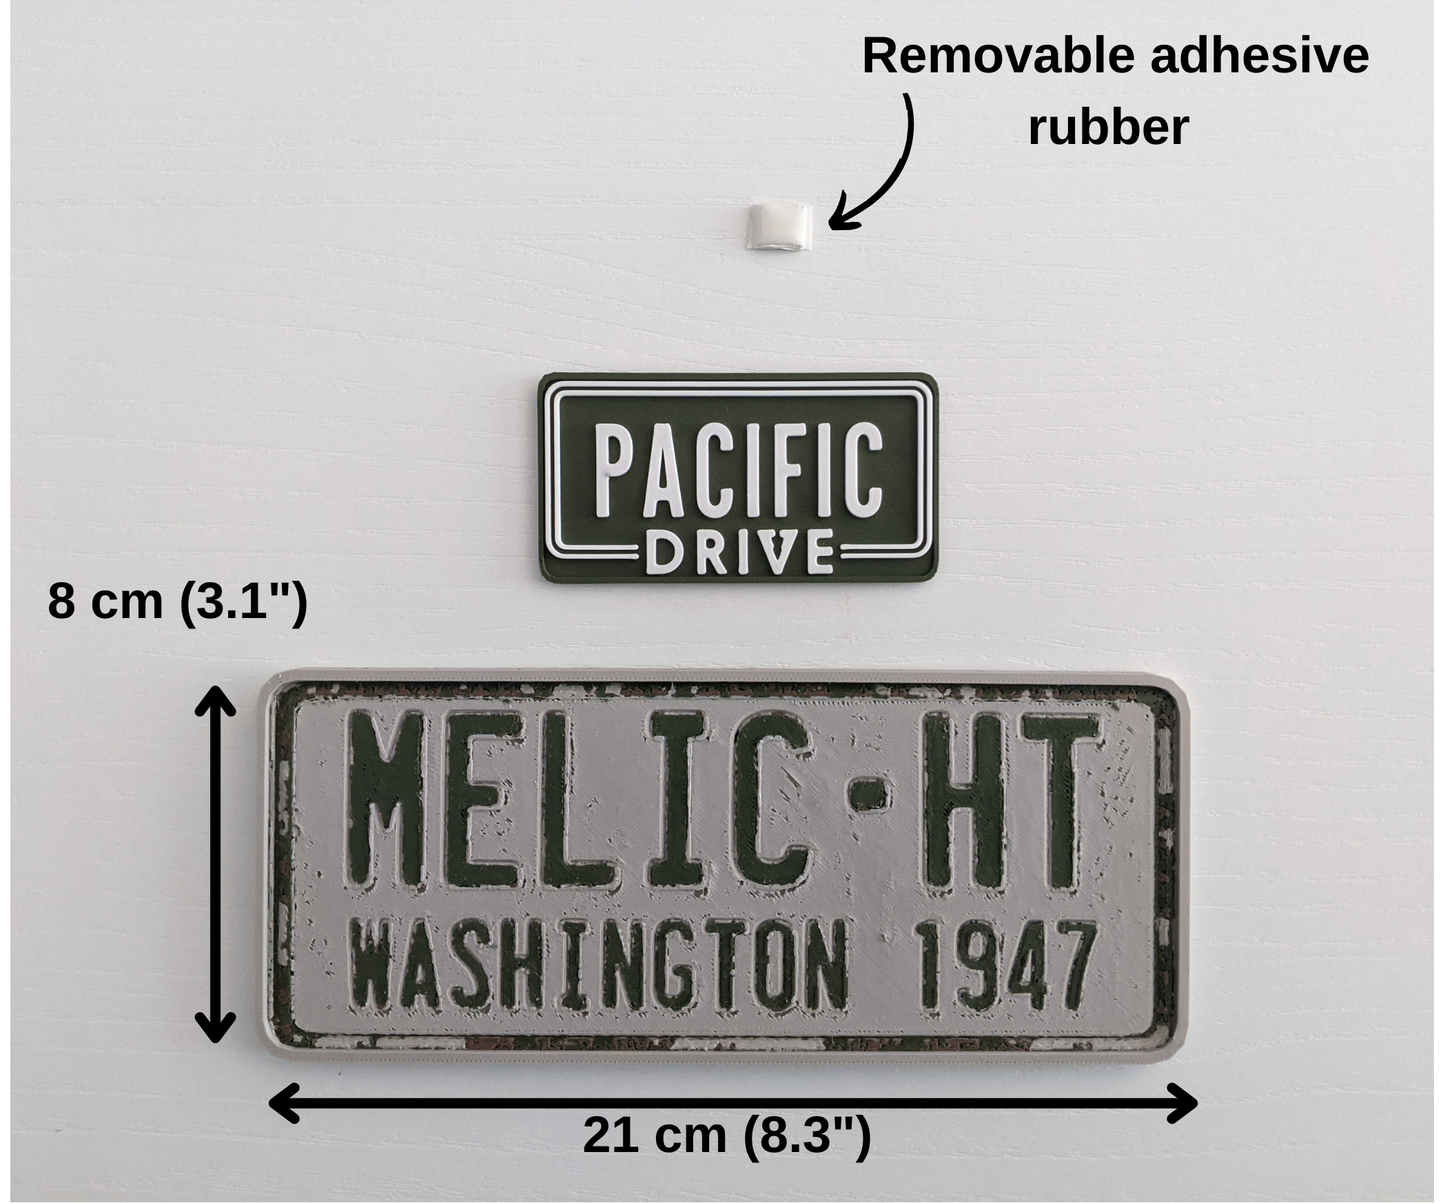 Removable adhesive
rubber
PACIFIC
DRIVE
8 cm (3.1")
MELIC-HT
WASHINGTON 1947
21 cm (8.3")